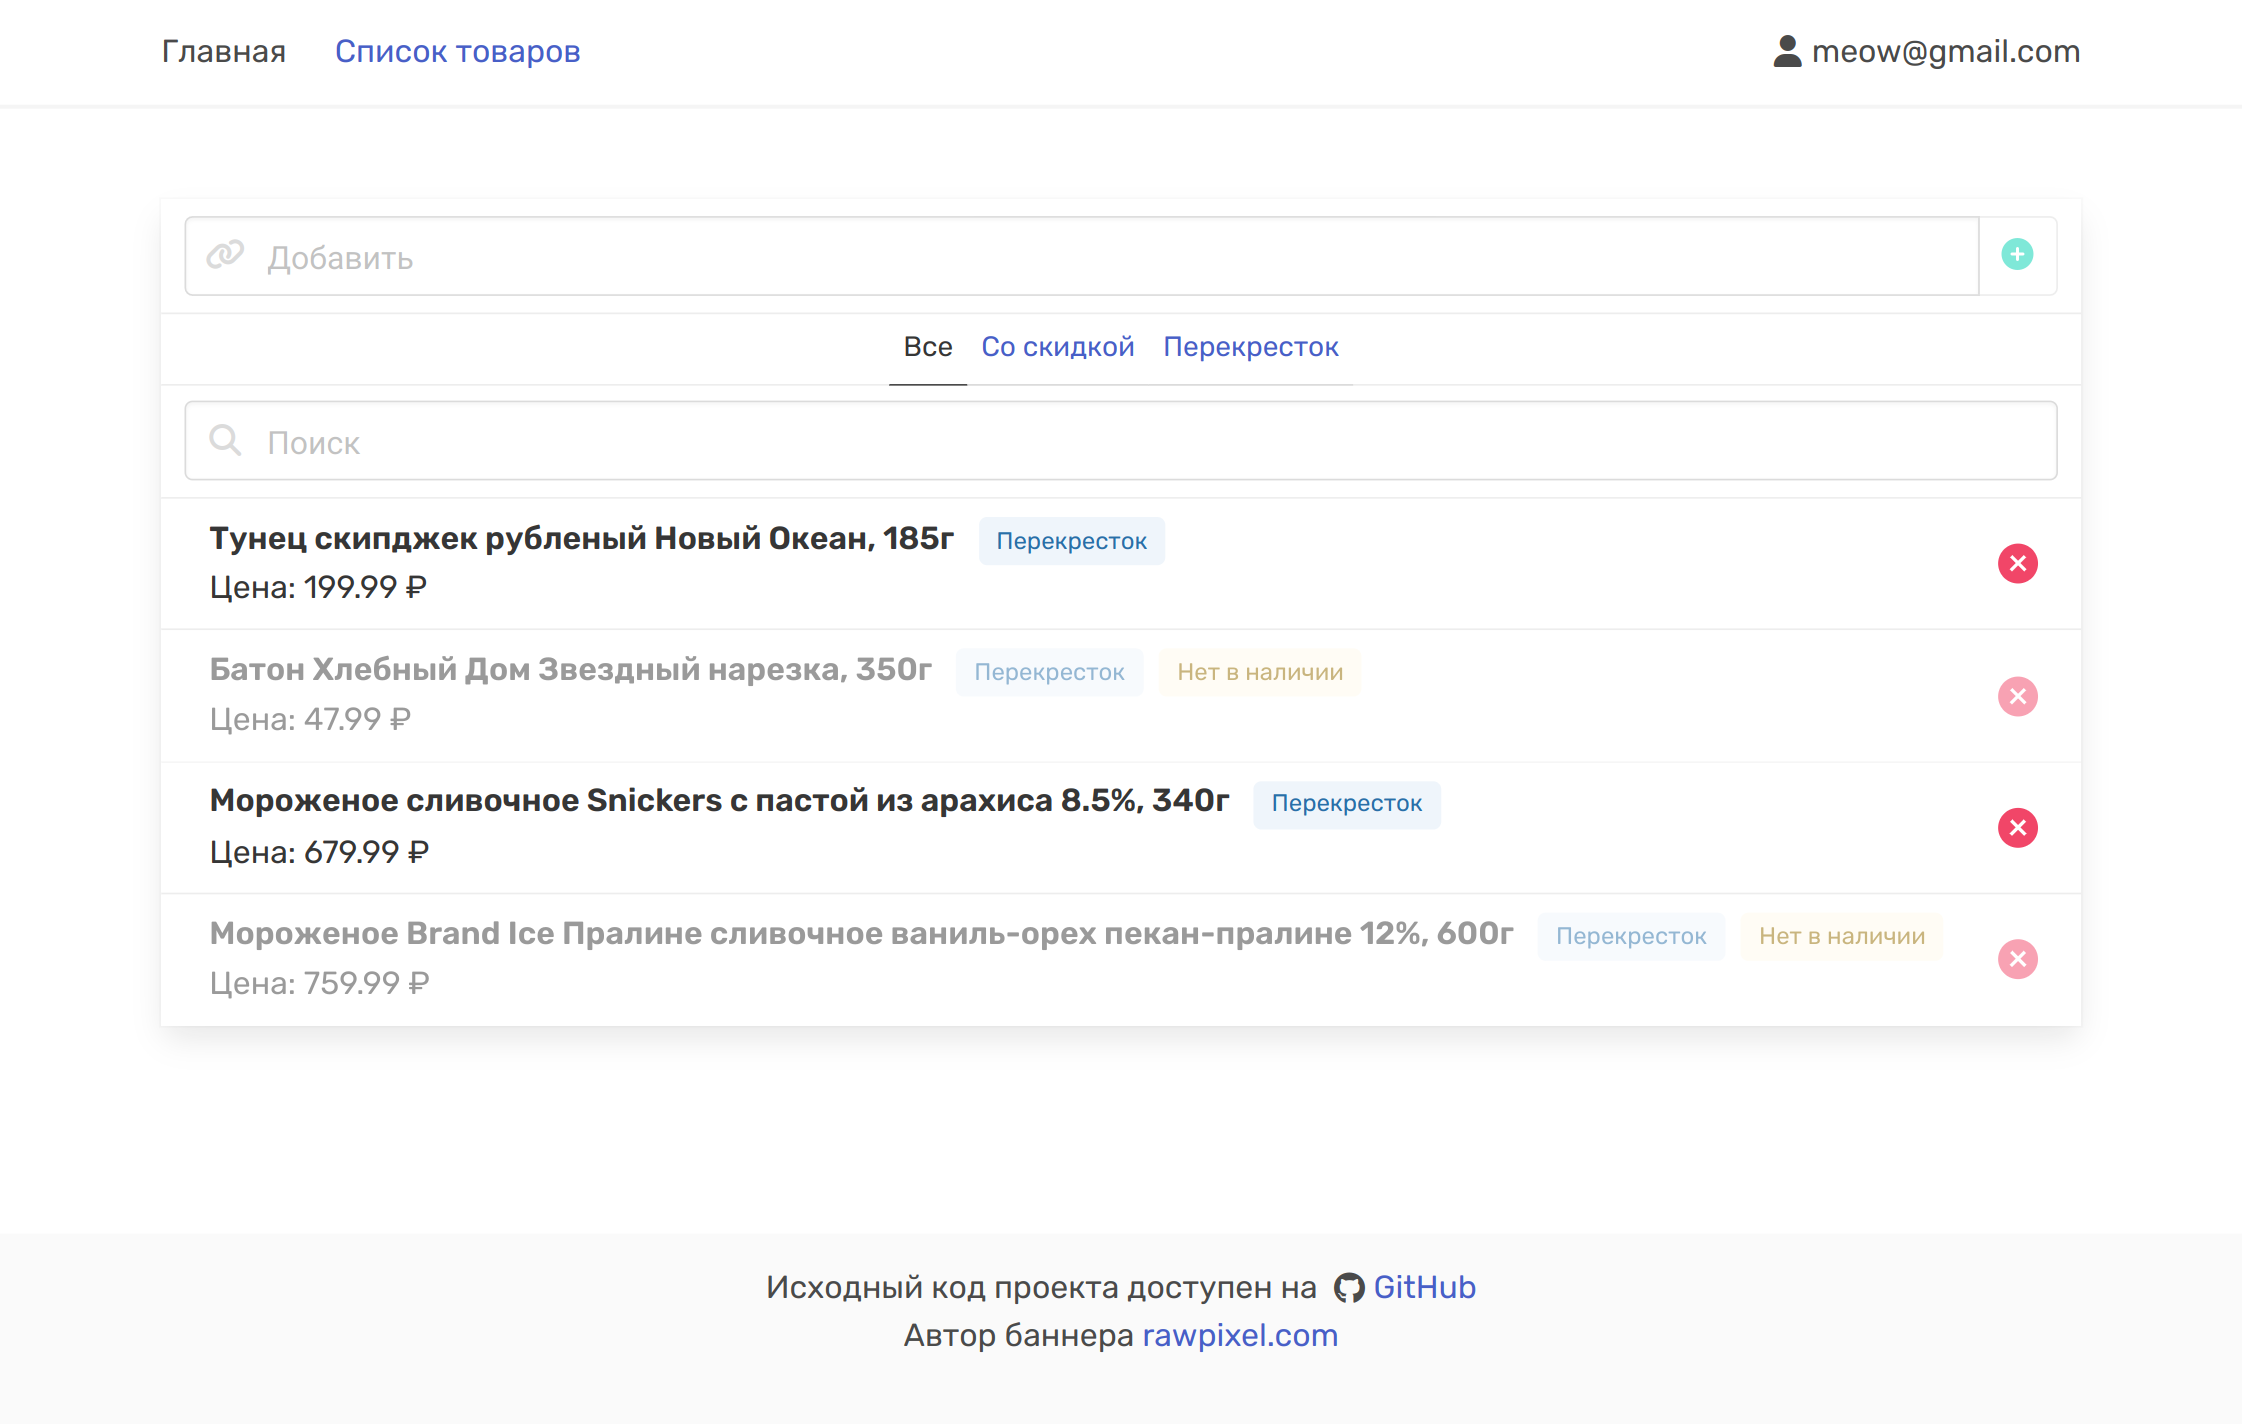 Главная Список товаров meow@gmail.com
Добавить
Все Со скидкой Перекресток
Поиск
Тунец скипджек рубленый Новый Океан, 185г Перекресток
Цена: 199.99 ₽
Батон Хлебный Дом Звездный нарезка, 350г Перекресток Нет в наличии
Цена: 47.99 ₽
Мороженое сливочное Snickers с пастой из арахиса 8.5%, 340г Перекресток
Цена: 679.99 ₽
Мороженое Brand Ice Пралине сливочное ваниль-орех пекан-пралине 12%, 600г Перекресток Нет в наличии
Цена: 759.99 ₽
Исходный код проекта доступен на GitHub
Автор баннера rawpixel.com